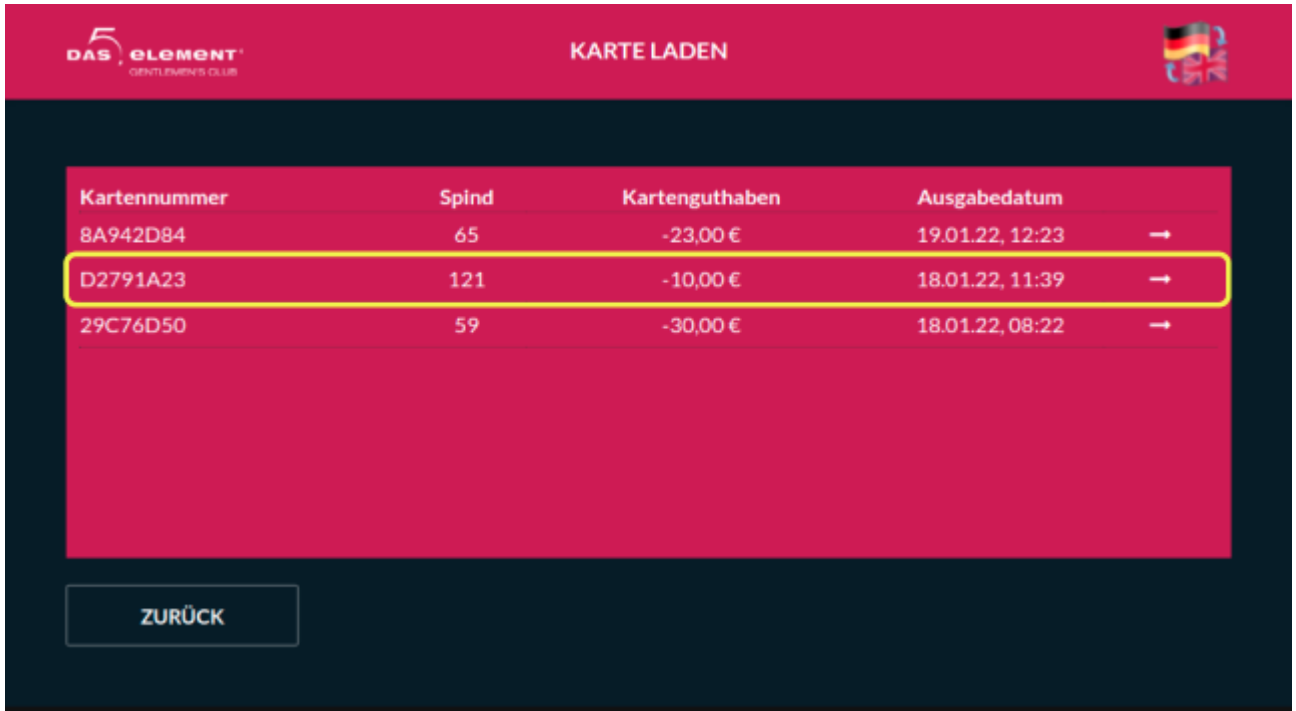 DAS 5 ELEMENT
GENTLEMEN'S CLUB
KARTE LADEN
Kartennummer Spind Kartenguthaben Ausgabedatum
8A942D84 65 -23,00 € 19.01.22, 12:23 →
D2791A23 121 -10,00 € 18.01.22, 11:39 →
29C76D50 59 -30,00 € 18.01.22, 08:22 →
ZURÜCK